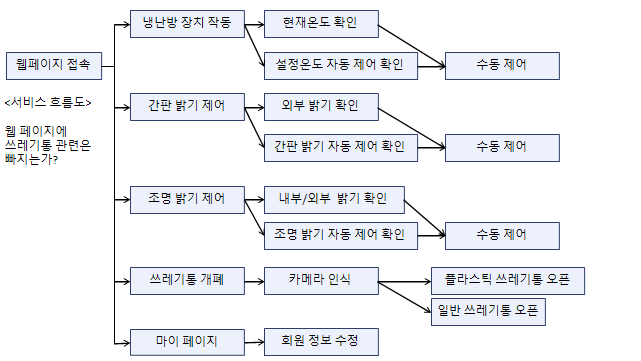 냉난방 장치 작동
현재온도 확인
웹페이지 접속
설정온도 자동 제어 확인
수동 제어
<서비스 흐름도>
웹 페이지에
쓰레기통 관련은
빠지는가?
간판 밝기 제어
외부 밝기 확인
간판 밝기 자동 제어 확인
수동 제어
조명 밝기 제어
내부/외부 밝기 확인
조명 밝기 자동 제어 확인
수동 제어
쓰레기통 개폐
카메라 인식
플라스틱 쓰레기통 오픈
일반 쓰레기통 오픈
마이 페이지
회원 정보 수정